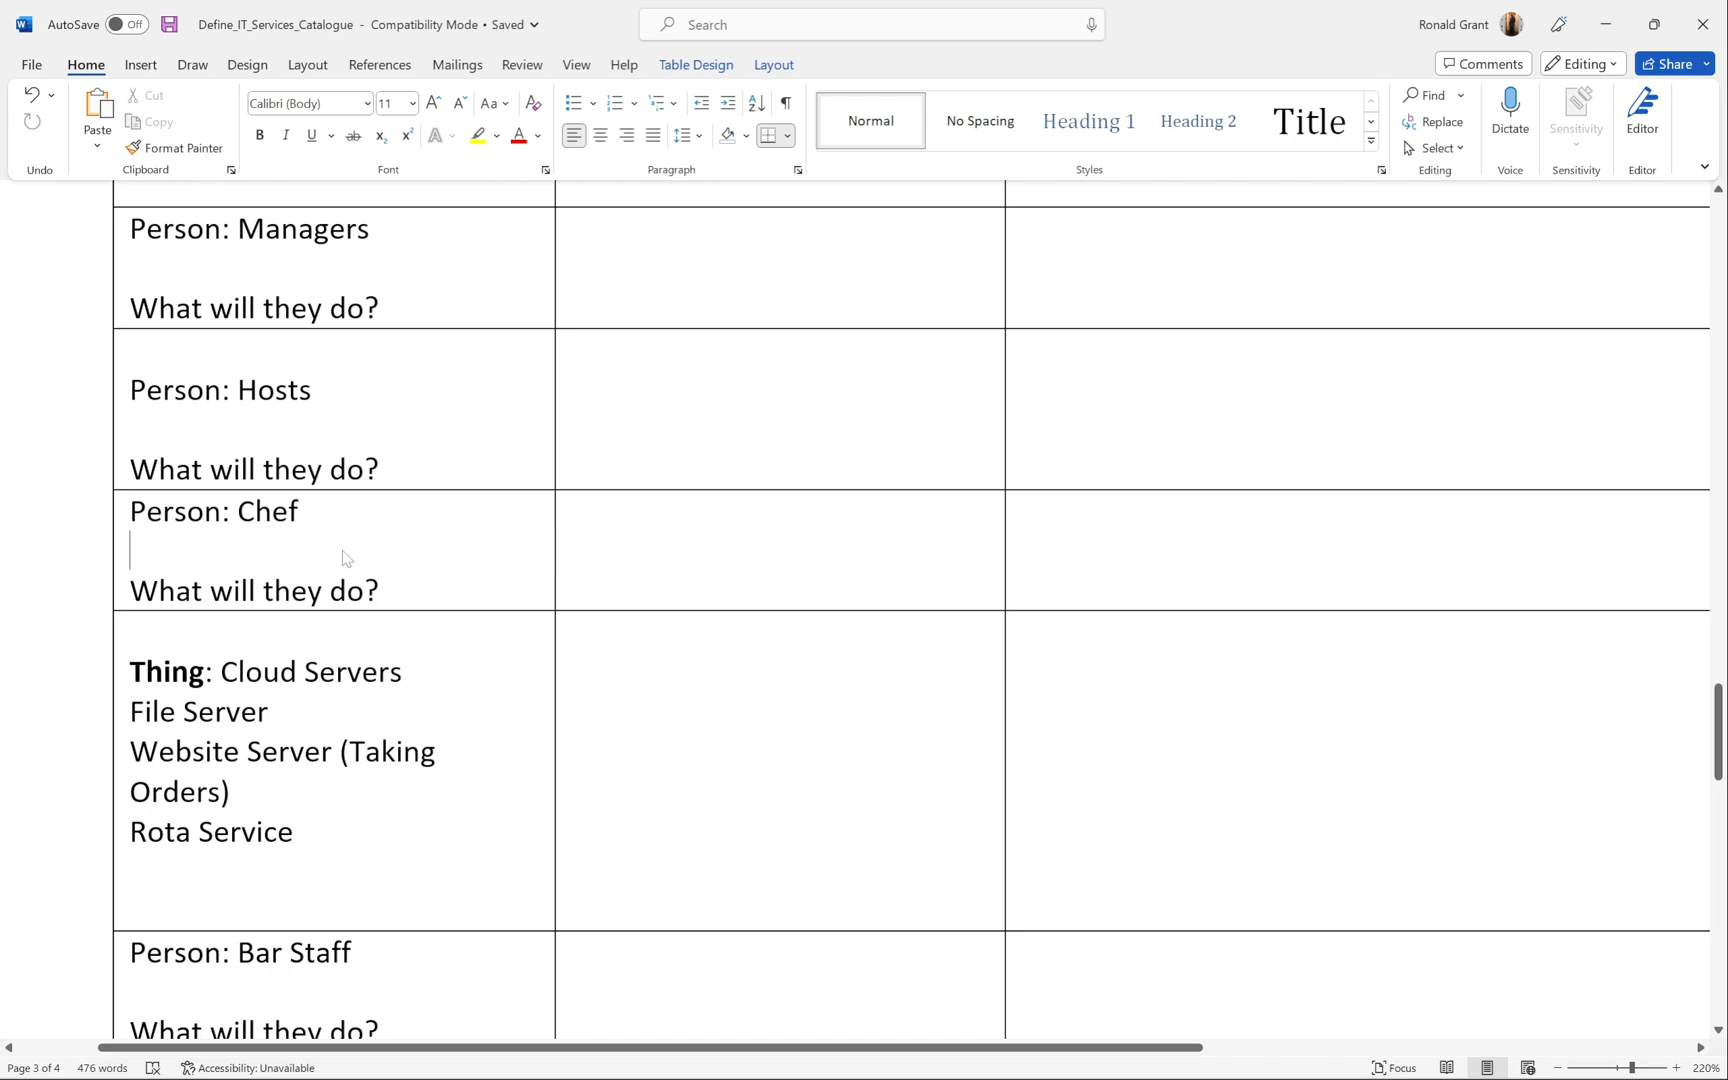 AutoSave Off Define_IT_Services_Catalogue - Compatibility Mode • Saved Search Ronald Grant
File Home Insert Draw Design Layout References Mailings Review View Help Table Design Layout Comments Editing Share
Paste Cut Copy Format Painter
Calibri (Body) 11 Aa
B I U ab x₂ x² A A
Normal No Spacing Heading 1 Heading 2 Title
Find Replace Select
Dictate Sensitivity Editor
Undo Clipboard Font Paragraph Styles Editing Voice Sensitivity Editor
Person: Managers
What will they do?
Person: Hosts
What will they do?
Person: Chef
What will they do?
Thing: Cloud Servers
File Server
Website Server (Taking
Orders)
Rota Service
Person: Bar Staff
What will they do?
Page 3 of 4 476 words Accessibility: Unavailable Focus 220%